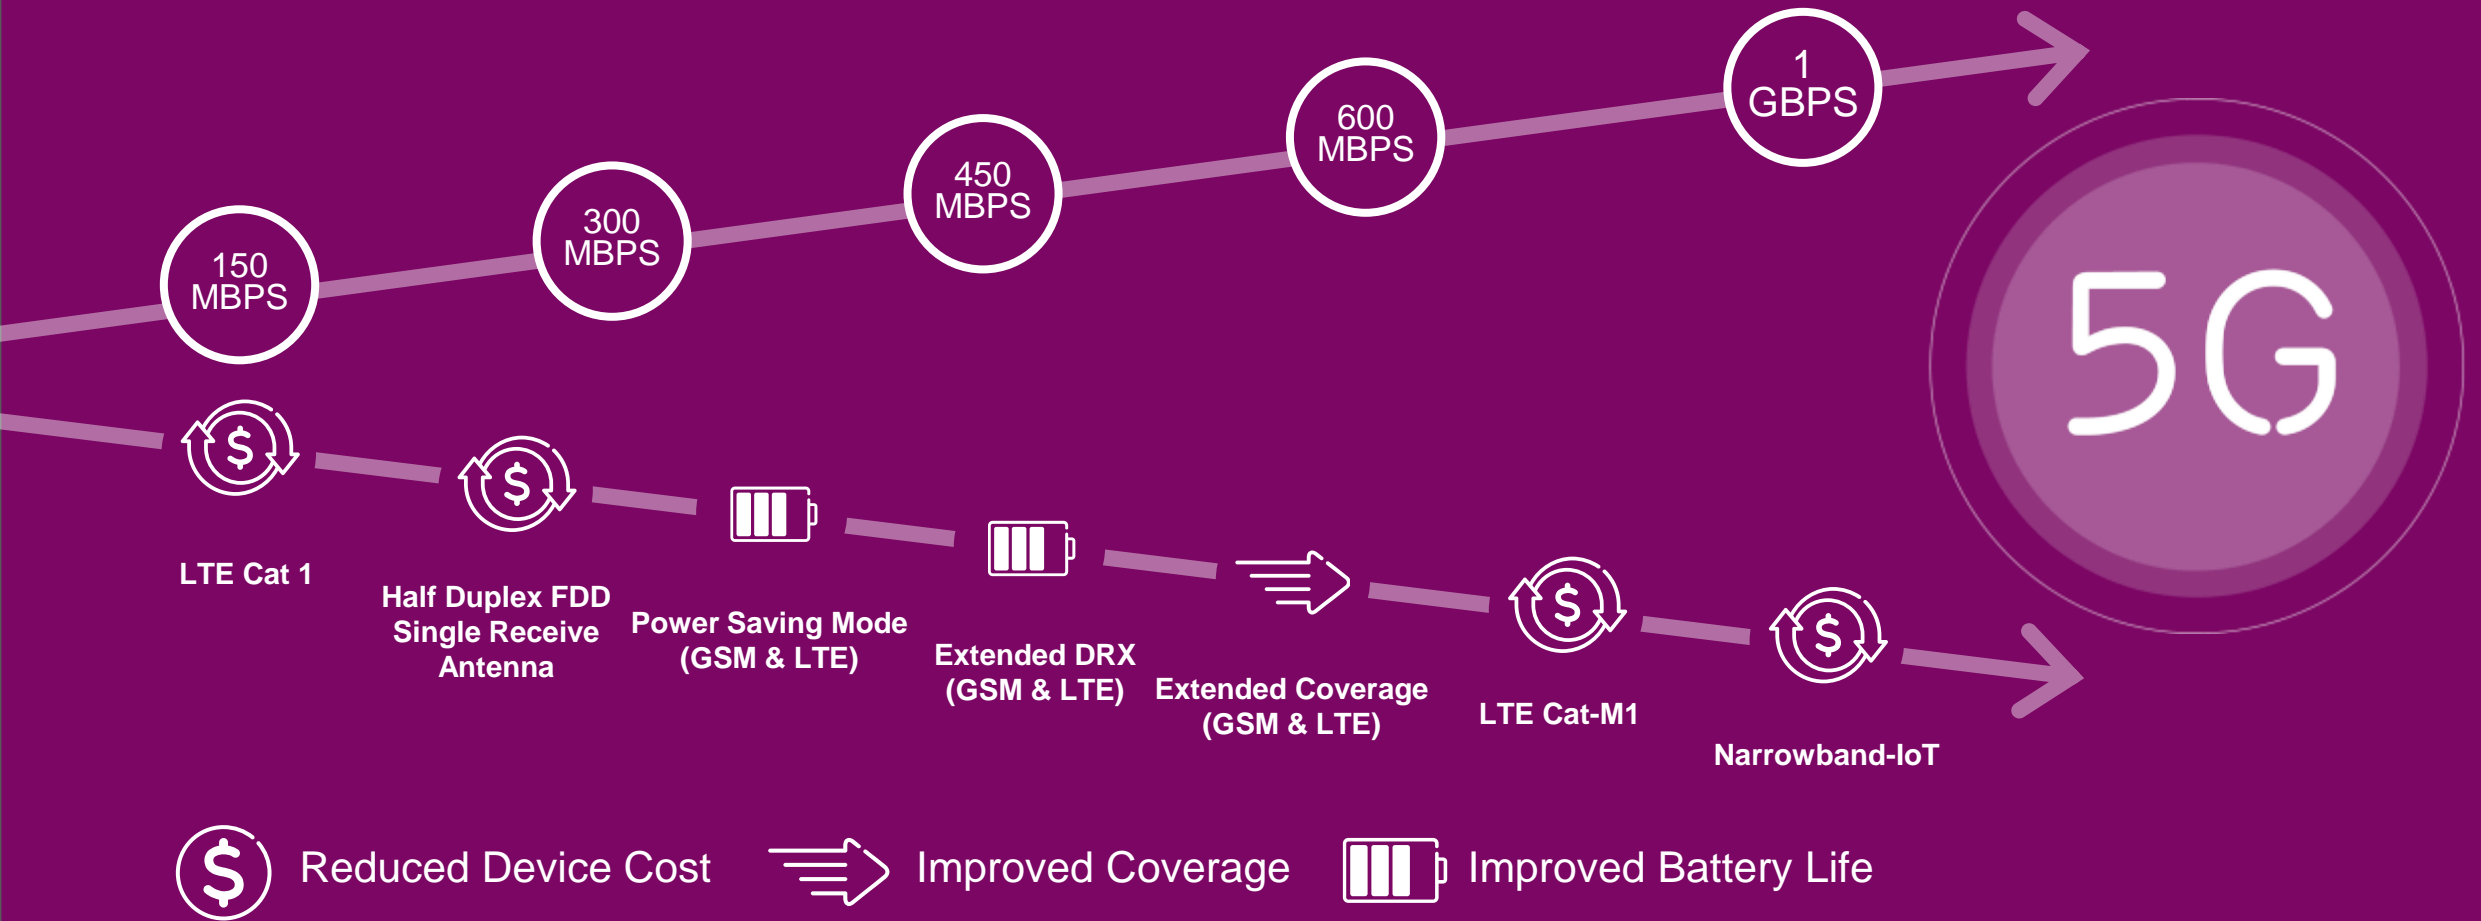 150
MBPS
300
MBPS
450
MBPS
600
MBPS
1
GBPS
5G
$
LTE Cat 1
$
Half Duplex FDD
Single Receive
Antenna
Power Saving Mode
(GSM & LTE)
Extended DRX
(GSM & LTE)
Extended Coverage
(GSM & LTE)
$
LTE Cat-M1
$
Narrowband-IoT
$
Reduced Device Cost
Improved Coverage
Improved Battery Life